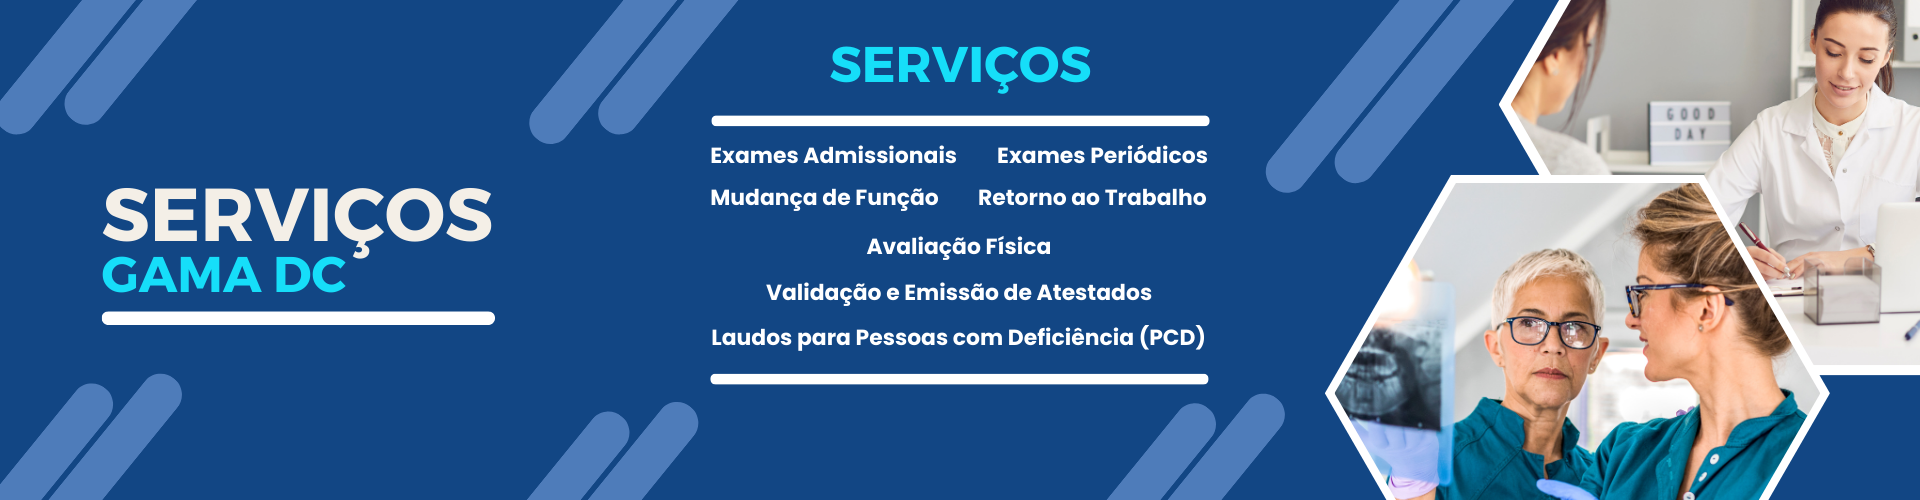 SERVIÇOS
GAMA DC
SERVIÇOS
Exames Admissionais Exames Periódicos
Mudança de Função Retorno ao Trabalho
Avaliação Física
Validação e Emissão de Atestados
Laudos para Pessoas com Deficiência (PCD)
GOOD
DAY